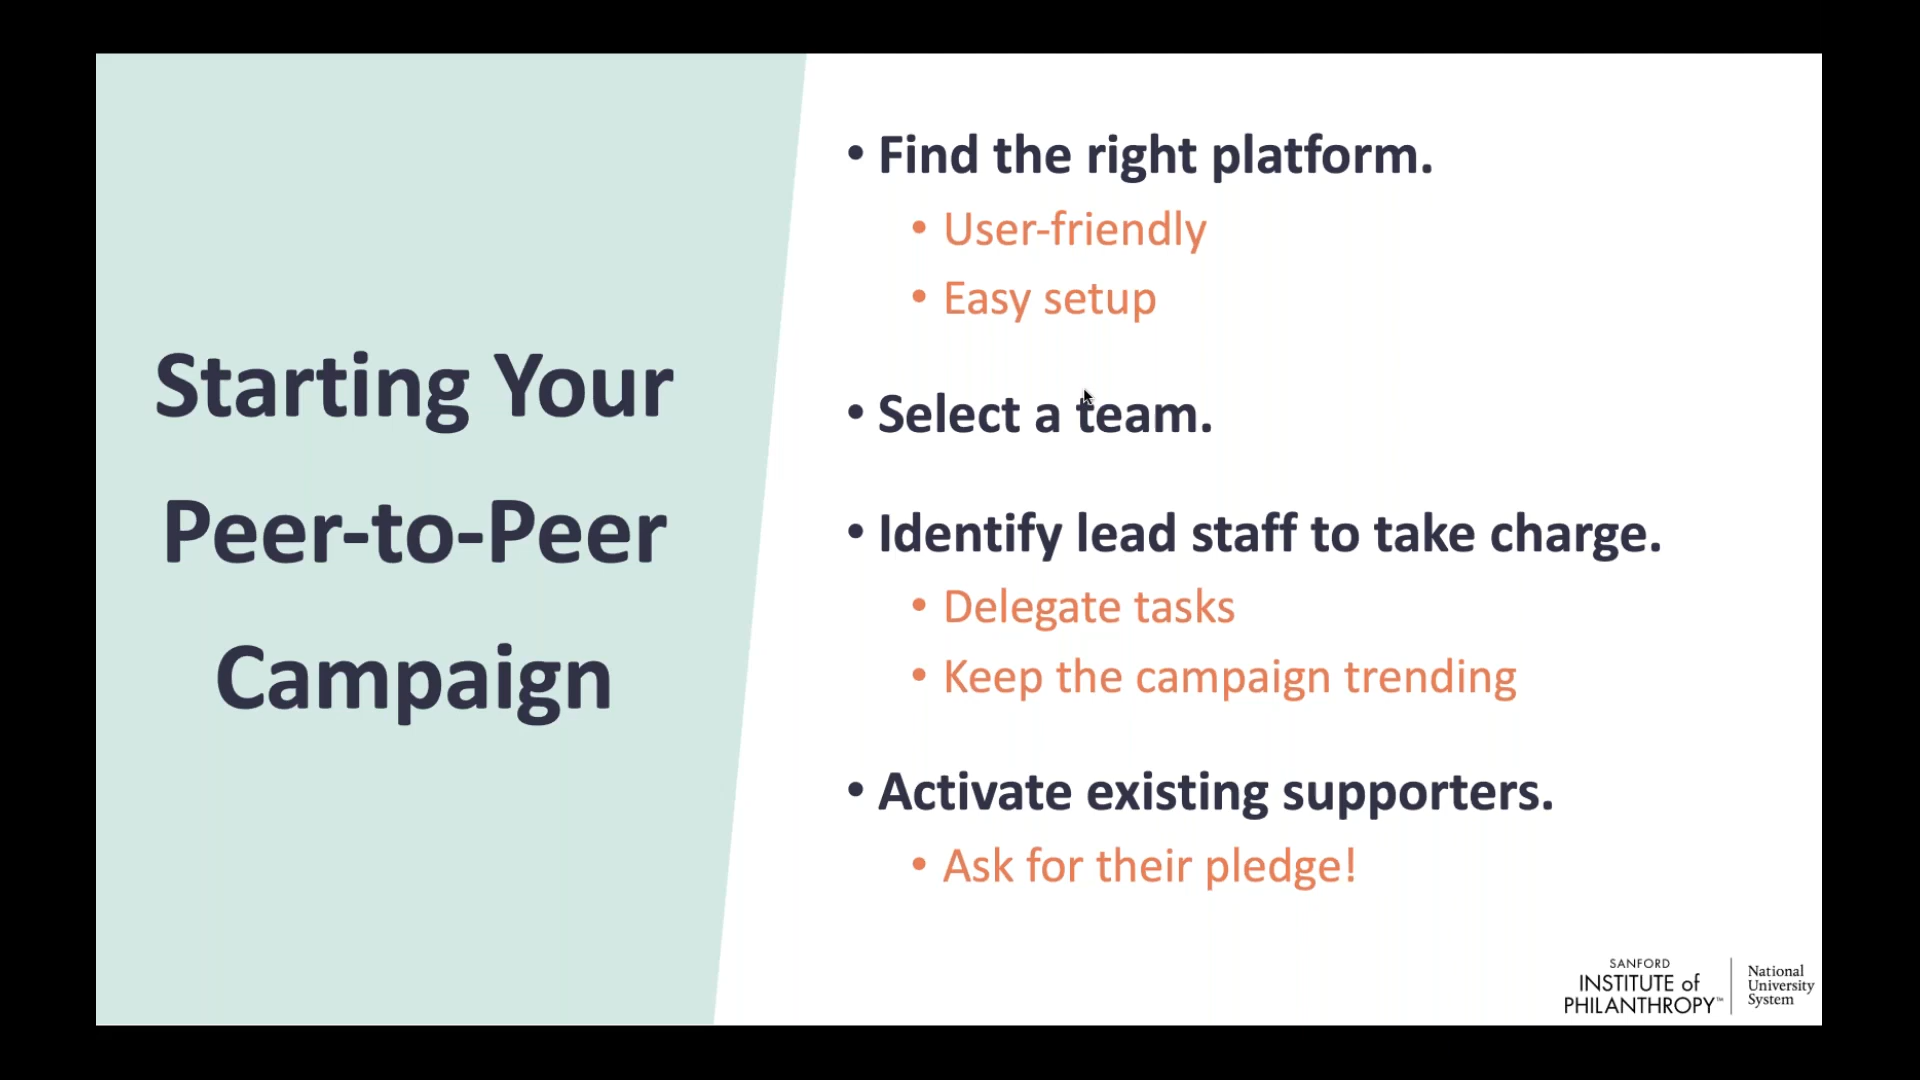 Starting Your
Peer-to-Peer
Campaign
• Find the right platform.
• User-friendly
• Easy setup
• Select a team.
• Identify lead staff to take charge.
• Delegate tasks
• Keep the campaign trending
• Activate existing supporters.
• Ask for their pledge!
SANFORD
INSTITUTE of
PHILANTHROPY™
National
University
System